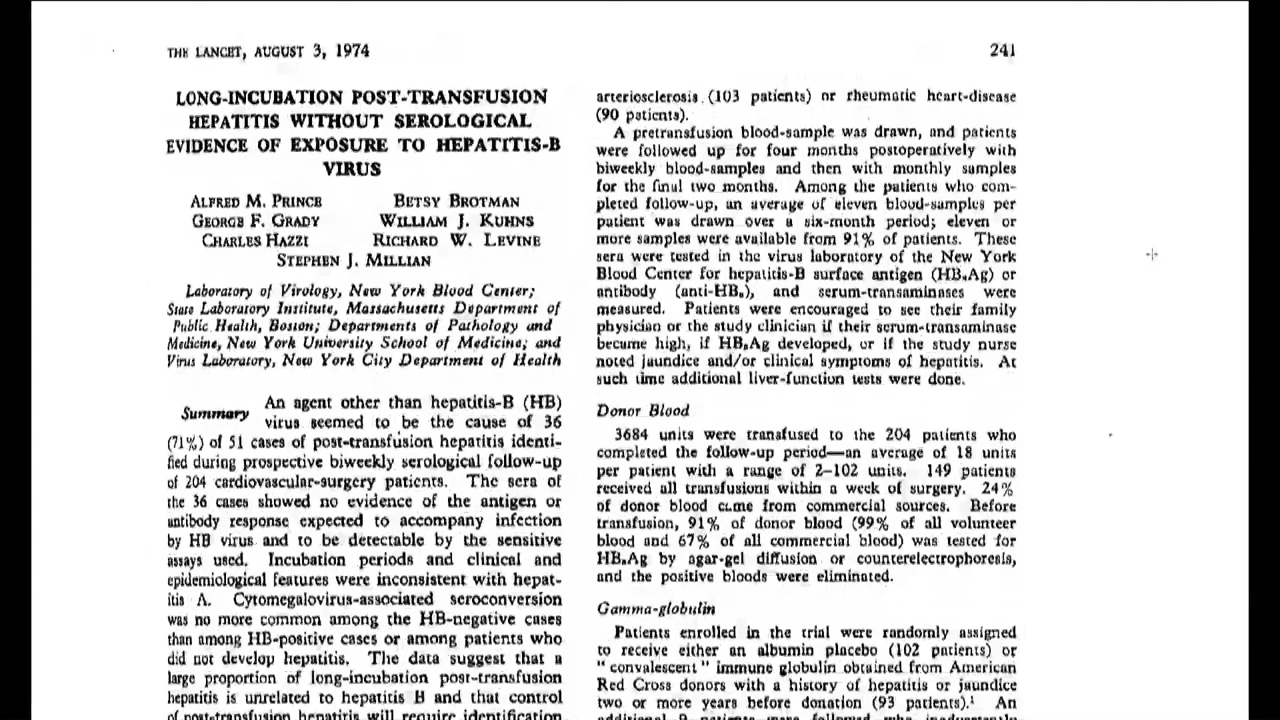 THE LANCET, AUGUST 3, 1974
241
LONG-INCUBATION POST-TRANSFUSION
HEPATITIS WITHOUT SEROLOGICAL
EVIDENCE OF EXPOSURE TO HEPATITIS-B
VIRUS
ALFRED M. PRINCE BETSY BROTMAN
GEORGE F. GRADY WILLIAM J. KUHNS
CHARLES HAZZI RICHARD W. LEVINE
STEPHEN J. MILLIAN
Laboratory of Virology, New York Blood Center;
State Laboratory Institute, Massachusetts Department of
Public Health, Boston; Departments of Pathology and
Medicine, New York University School of Medicine; and
Virus Laboratory, New York City Department of Health
Summary An agent other than hepatitis-B (HB)
virus seemed to be the cause of 36
(71%) of 51 cases of post-transfusion hepatitis identi-
fied during prospective biweekly serological follow-up
of 204 cardiovascular-surgery patients. The sera of
the 36 cases showed no evidence of the antigen or
antibody response expected to accompany infection
by HB virus and to be detectable by the sensitive
assays used. Incubation periods and clinical and
epidemiological features were inconsistent with hepat-
itis A. Cytomegalovirus-associated seroconversion
was no more common among the HB-negative cases
than among HB-positive cases or among patients who
did not develop hepatitis. The data suggest that a
large proportion of long-incubation post-transfusion
hepatitis is unrelated to hepatitis B and that control
of post-transfusion hepatitis will require identification
arteriosclerosis (103 patients) or rheumatic heart-disease
(90 patients).
A pretransfusion blood-sample was drawn, and patients
were followed up for four months postoperatively with
biweekly blood-samples and then with monthly samples
for the final two months. Among the patients who com-
pleted follow-up, an average of eleven blood-samples per
patient was drawn over a six-month period; eleven or
more samples were available from 91% of patients. These
sera were tested in the virus laboratory of the New York
Blood Center for hepatitis-B surface antigen (HBsAg) or
antibody (anti-HBs), and serum-transaminases were
measured. Patients were encouraged to see their family
physician or the study clinician if their serum-transaminase
became high, if HBsAg developed, or if the study nurse
noted jaundice and/or clinical symptoms of hepatitis. At
such time additional liver-function tests were done.
Donor Blood
3684 units were transfused to the 204 patients who
completed the follow-up period—an average of 18 units
per patient with a range of 2–102 units. 149 patients
received all transfusions within a week of surgery. 24%
of donor blood came from commercial sources. Before
transfusion, 91% of donor blood (99% of all volunteer
blood and 67% of all commercial blood) was tested for
HBsAg by agar-gel diffusion or counterelectrophoresis,
and the positive bloods were eliminated.
Gamma-globulin
Patients enrolled in the trial were randomly assigned
to receive either an albumin placebo (102 patients) or
" convalescent " immune globulin obtained from American
Red Cross donors with a history of hepatitis or jaundice
two or more years before donation (93 patients).¹ An
additional 9 patients were followed who inadvertently